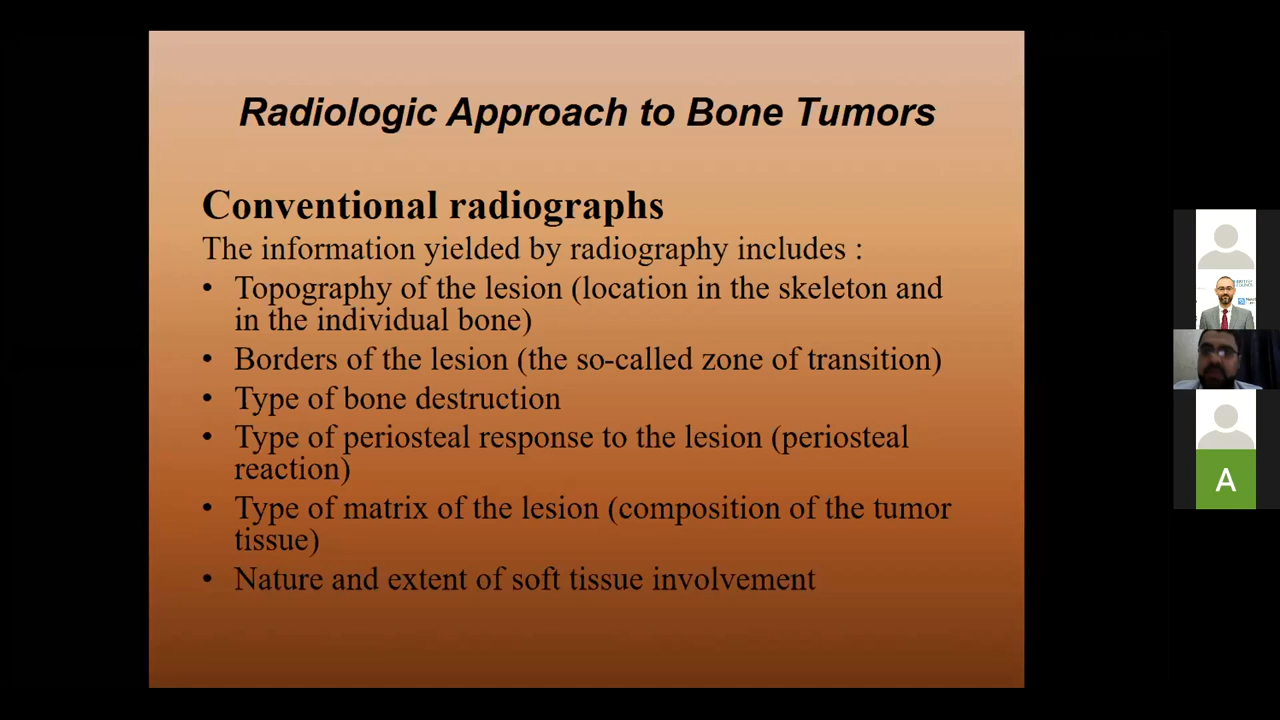 Radiologic Approach to Bone Tumors
Conventional radiographs
The information yielded by radiography includes :
• Topography of the lesion (location in the skeleton and
in the individual bone)
• Borders of the lesion (the so-called zone of transition)
• Type of bone destruction
• Type of periosteal response to the lesion (periosteal
reaction)
• Type of matrix of the lesion (composition of the tumor
tissue)
• Nature and extent of soft tissue involvement
A